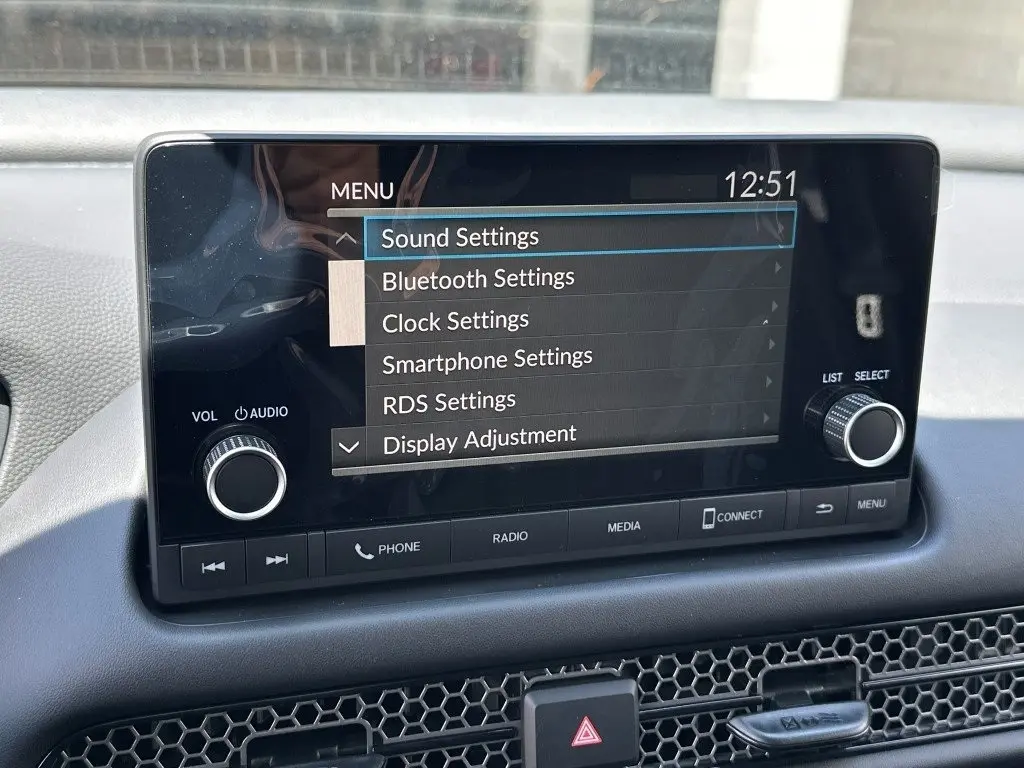 MENU 12:51
Sound Settings
Bluetooth Settings
Clock Settings
Smartphone Settings
RDS Settings
Display Adjustment
VOL AUDIO
LIST SELECT
PHONE RADIO MEDIA CONNECT MENU